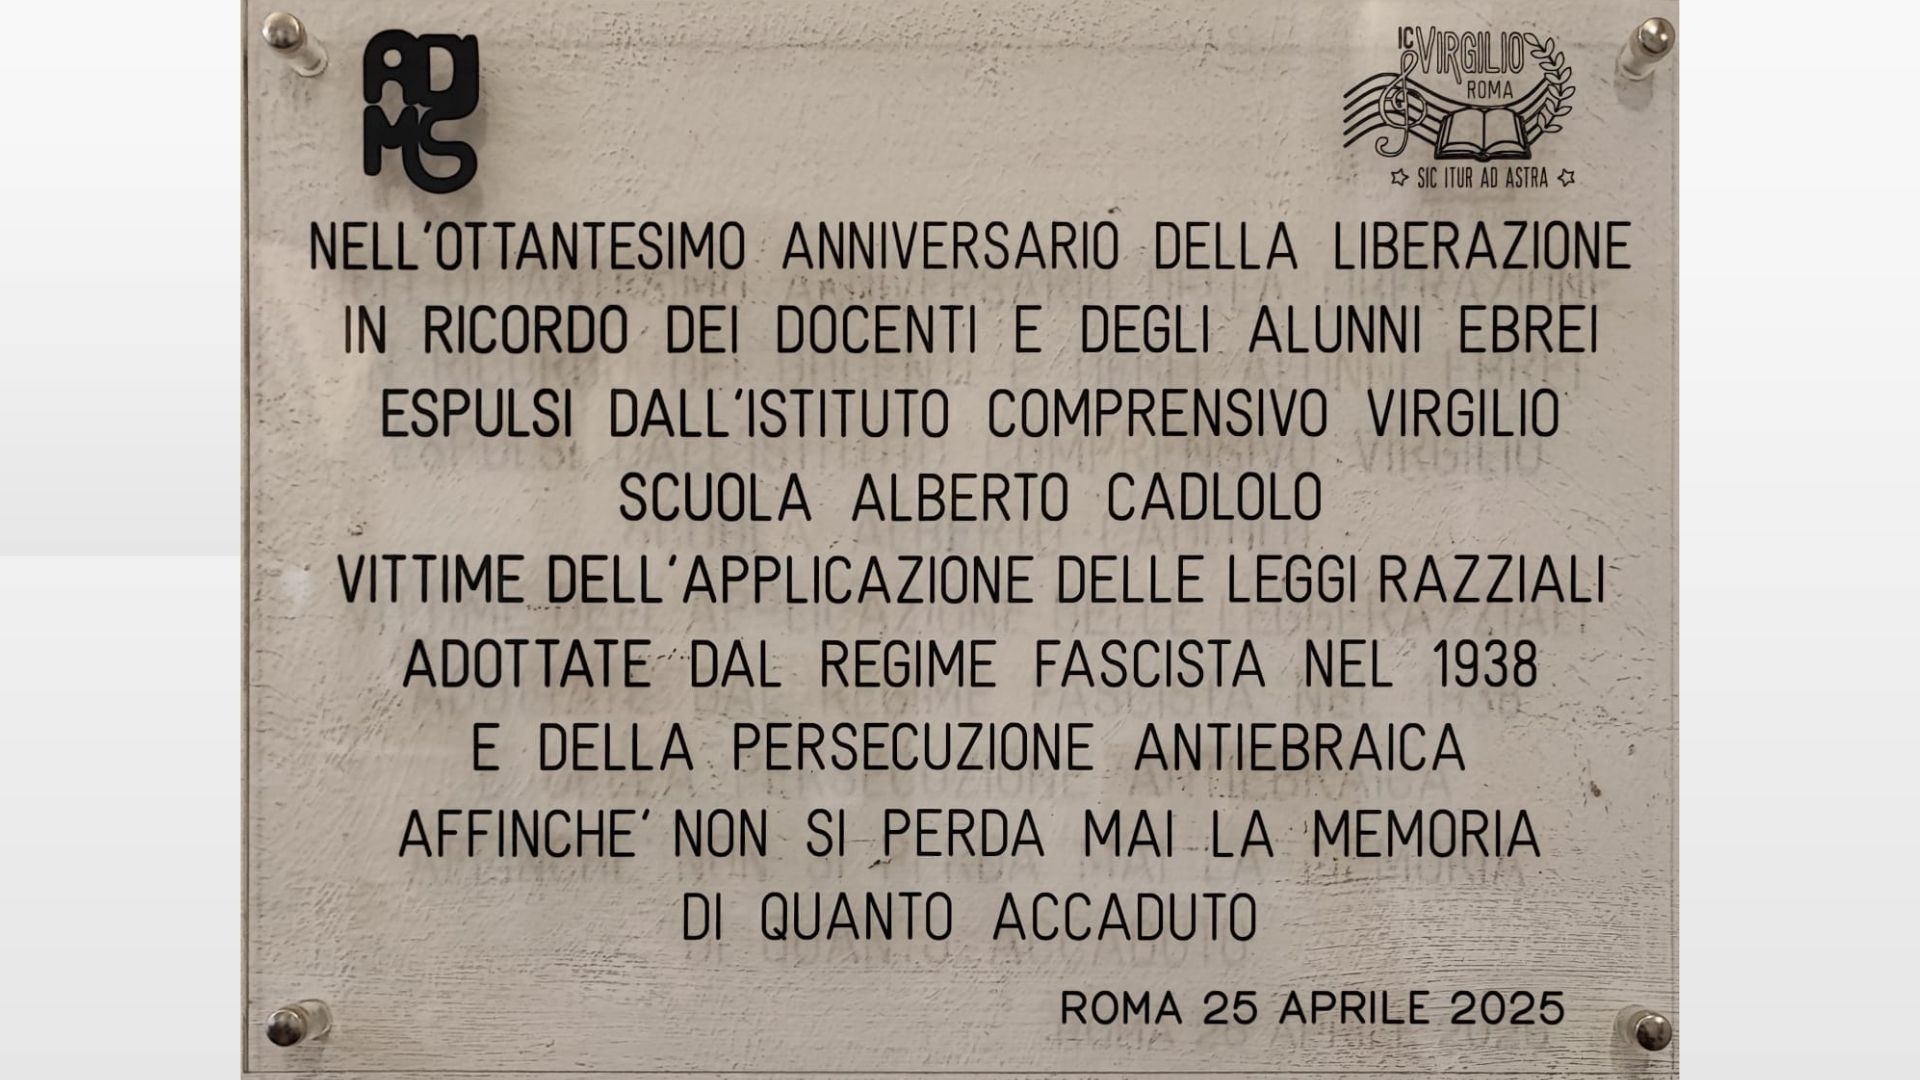 ADMS
IC VIRGILIO
ROMA
SIC ITUR AD ASTRA
NELL'OTTANTESIMO ANNIVERSARIO DELLA LIBERAZIONE
IN RICORDO DEI DOCENTI E DEGLI ALUNNI EBREI
ESPULSI DALL'ISTITUTO COMPRENSIVO VIRGILIO
SCUOLA ALBERTO CADLOLO
VITTIME DELL'APPLICAZIONE DELLE LEGGI RAZZIALI
ADOTTATE DAL REGIME FASCISTA NEL 1938
E DELLA PERSECUZIONE ANTIEBRAICA
AFFINCHE' NON SI PERDA MAI LA MEMORIA
DI QUANTO ACCADUTO
ROMA 25 APRILE 2025